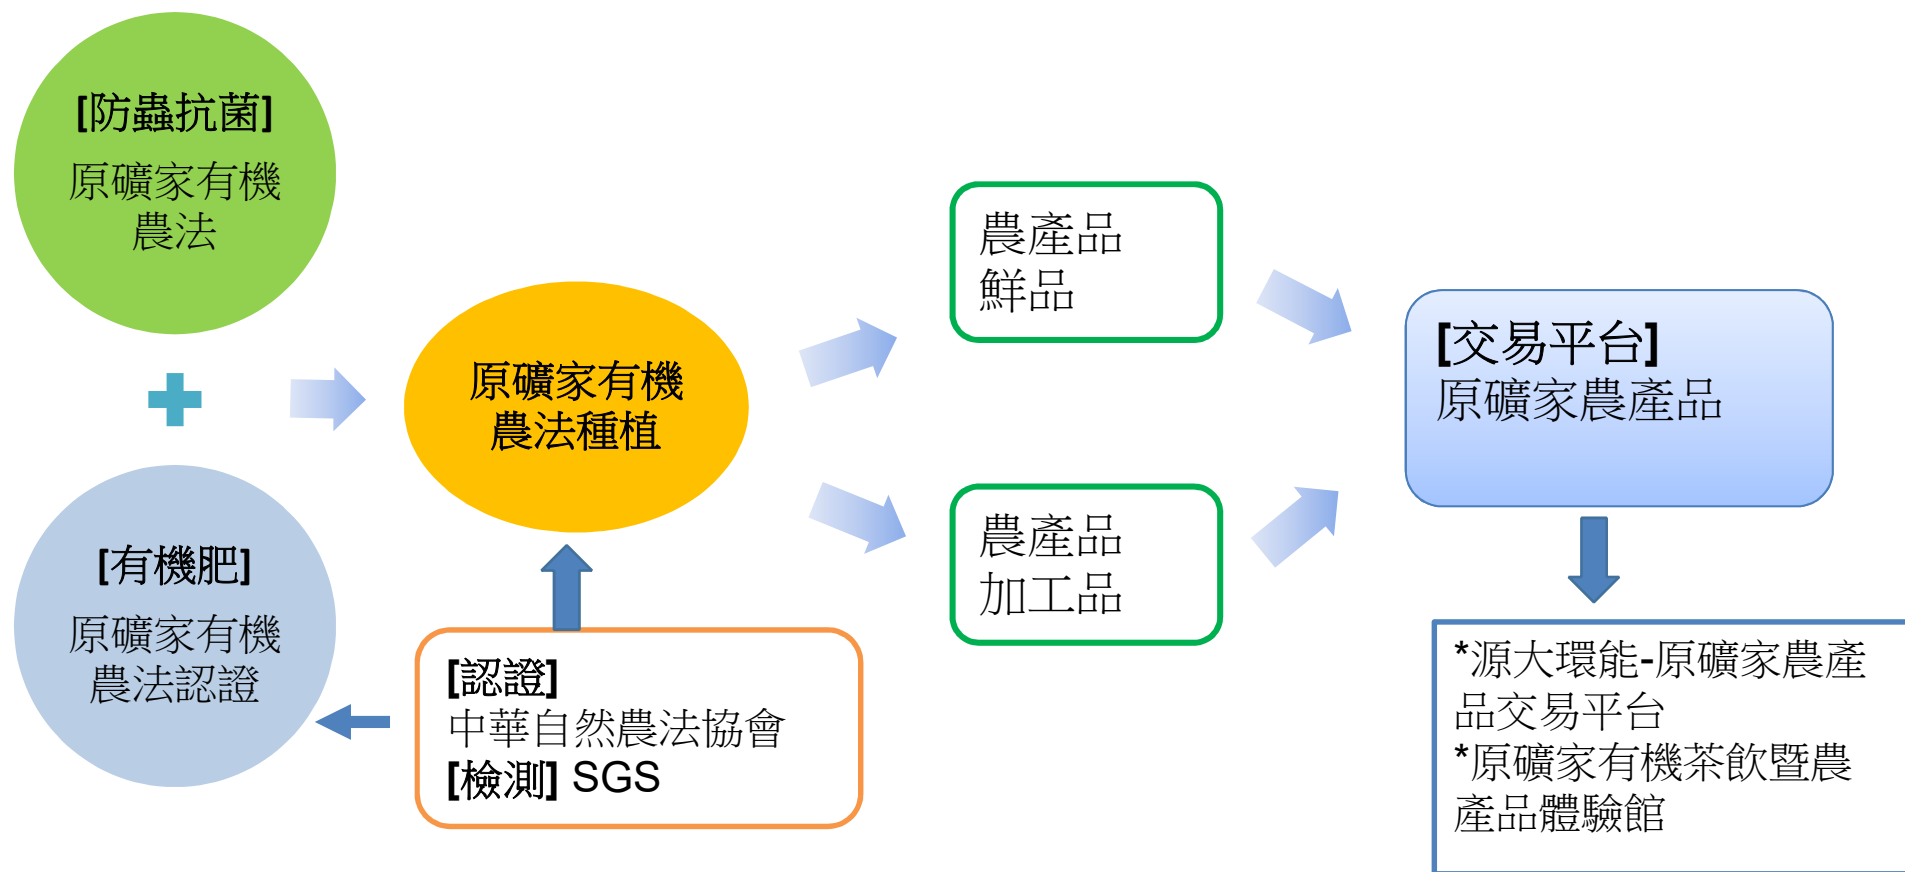 [防蟲抗菌]
原礦家有機
農法
[有機肥]
原礦家有機
農法認證
原礦家有機
農法種植
[認證]
中華自然農法協會
[檢測] SGS
農產品
鮮品
農產品
加工品
[交易平台]
原礦家農產品
*源大環能-原礦家農產
品交易平台
*原礦家有機茶飲暨農
產品體驗館